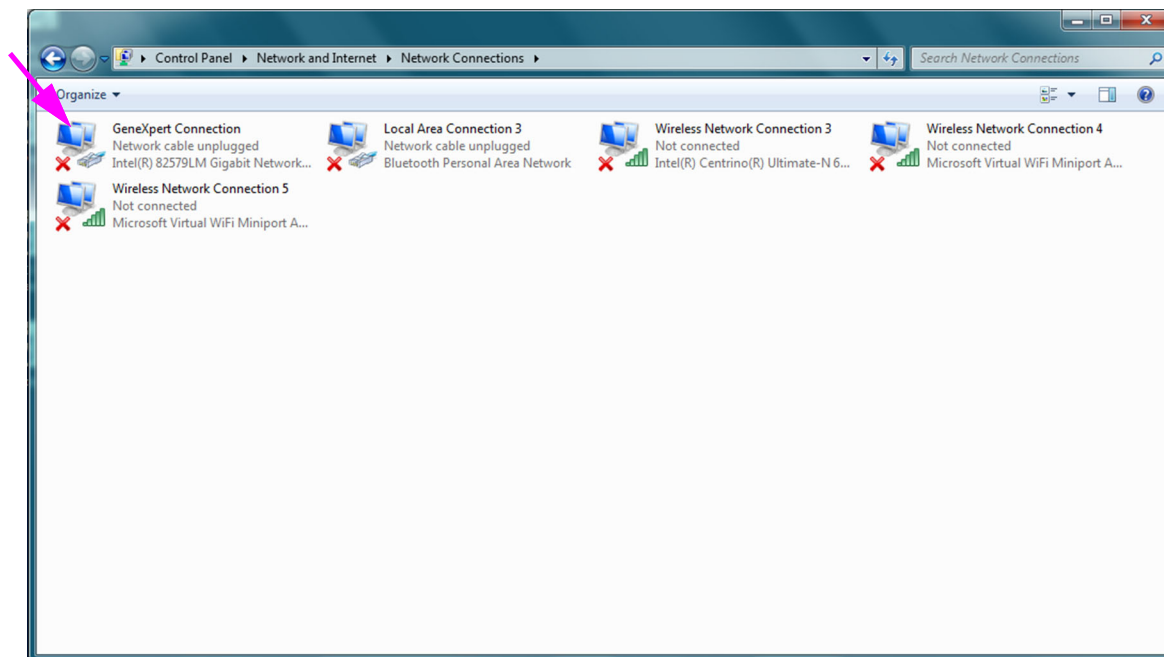 Control Panel Network and Internet Network Connections
Search Network Connections
Organize
GeneXpert Connection
Network cable unplugged
Intel(R) 82579LM Gigabit Network...
Local Area Connection 3
Network cable unplugged
Bluetooth Personal Area Network
Wireless Network Connection 3
Not connected
Intel(R) Centrino(R) Ultimate-N 6...
Wireless Network Connection 4
Not connected
Microsoft Virtual WiFi Miniport A...
Wireless Network Connection 5
Not connected
Microsoft Virtual WiFi Miniport A...